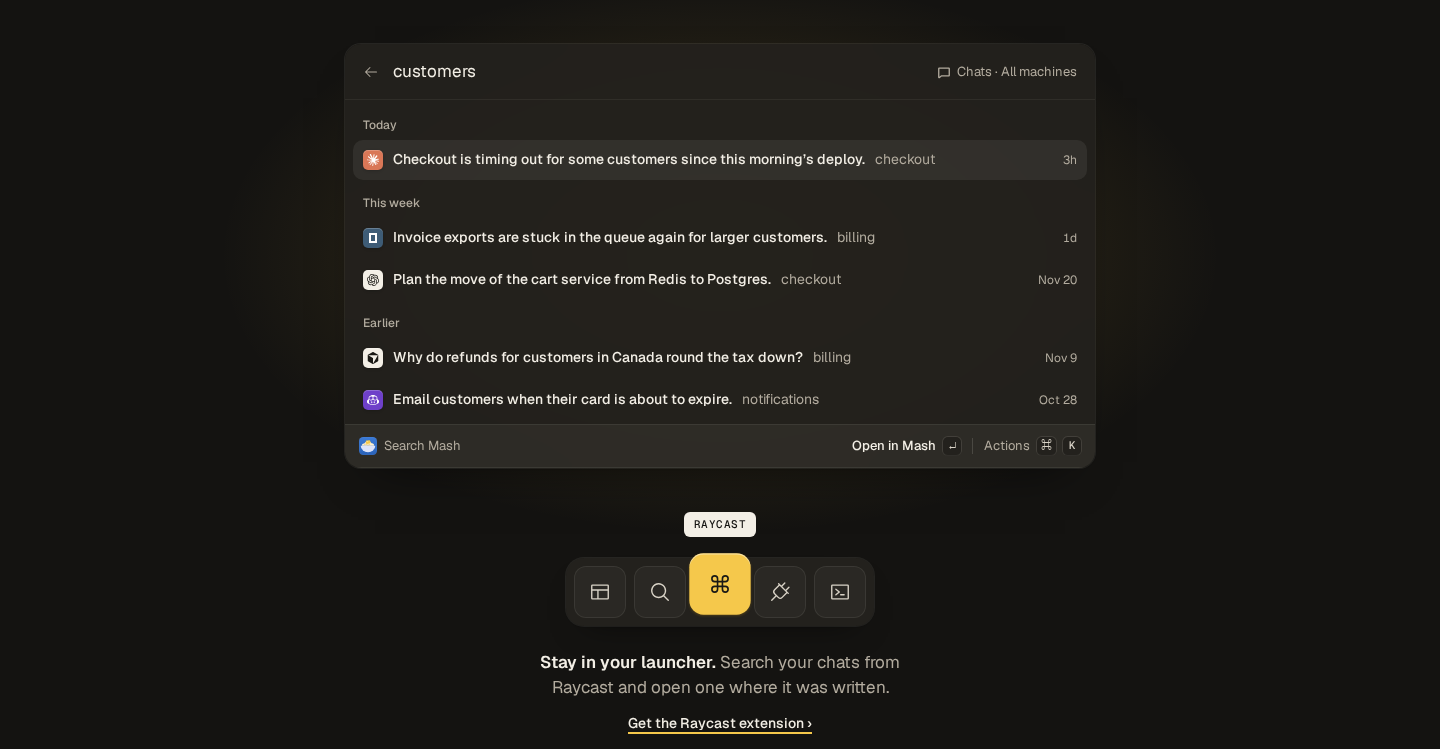 customers
Chats · All machines
Today
Checkout is timing out for some customers since this morning's deploy. checkout 3h
This week
Invoice exports are stuck in the queue again for larger customers. billing 1d
Plan the move of the cart service from Redis to Postgres. checkout Nov 20
Earlier
Why do refunds for customers in Canada round the tax down? billing Nov 9
Email customers when their card is about to expire. notifications Oct 28
Search Mash
Open in Mash ↵ Actions ⌘ K
RAYCAST
⌘
Stay in your launcher. Search your chats from
Raycast and open one where it was written.
Get the Raycast extension ›